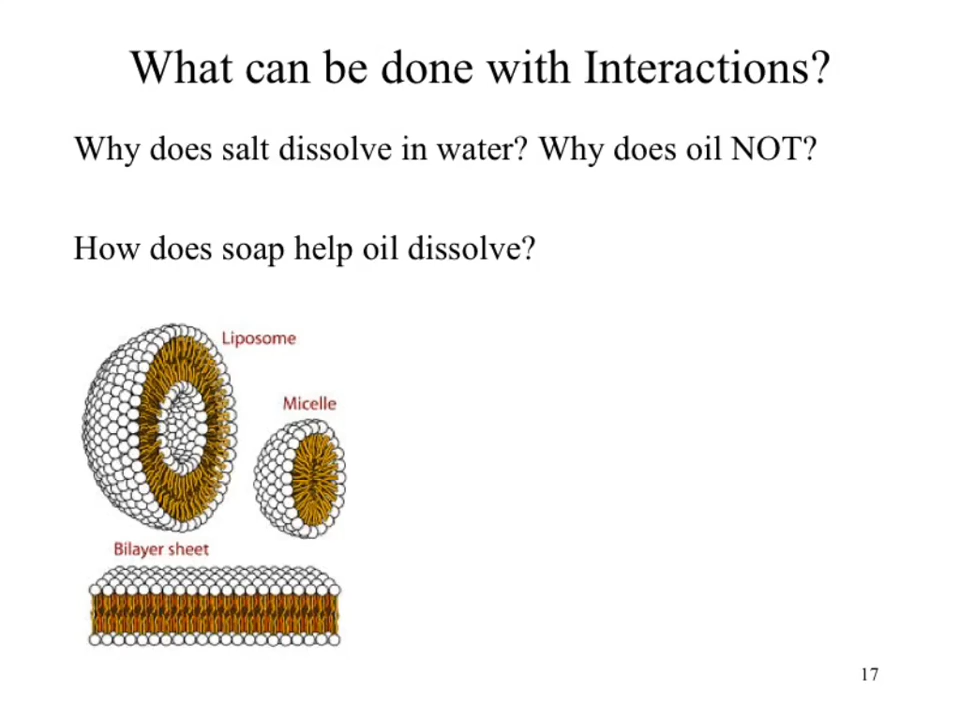 What can be done with Interactions?
Why does salt dissolve in water? Why does oil NOT?
How does soap help oil dissolve?
Liposome
Micelle
Bilayer sheet
17